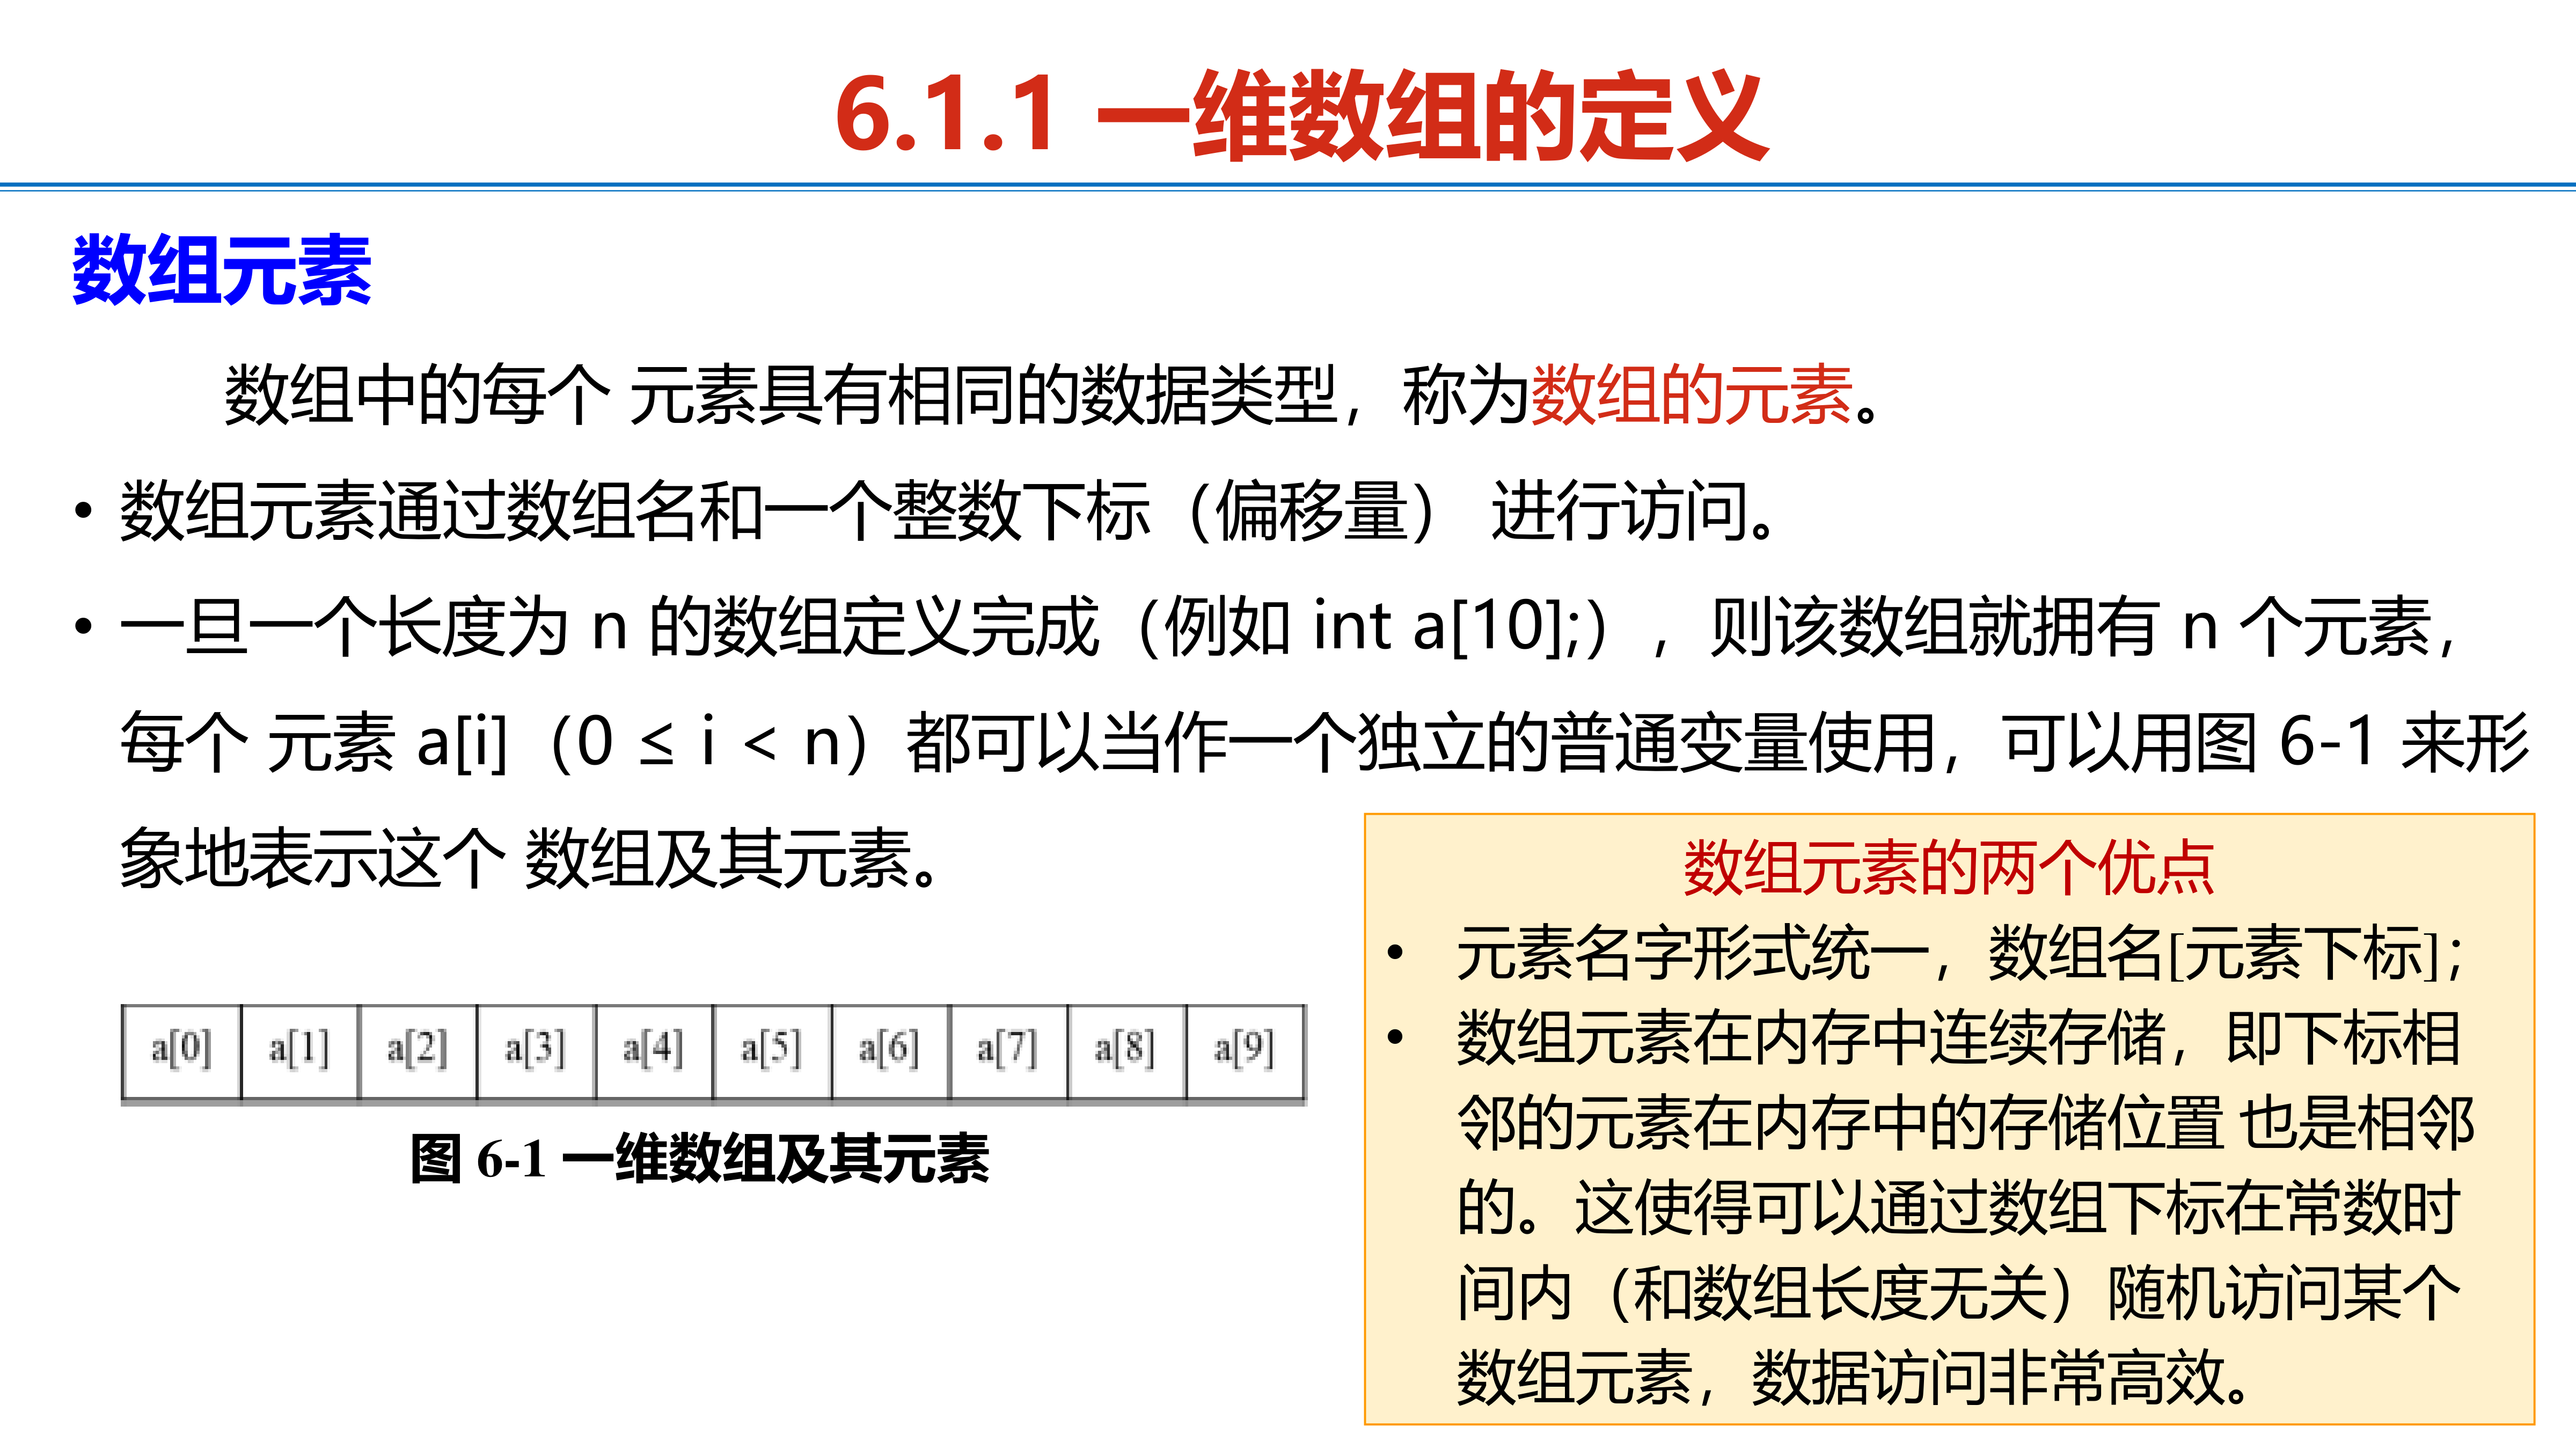 6.1.1 一维数组的定义
数组元素
数组中的每个 元素具有相同的数据类型，称为数组的元素。
• 数组元素通过数组名和一个整数下标（偏移量） 进行访问。
• 一旦一个长度为 n 的数组定义完成（例如 int a[10];），则该数组就拥有 n 个元素，
每个 元素 a[i]（0 ≤ i < n）都可以当作一个独立的普通变量使用，可以用图 6-1 来形
象地表示这个 数组及其元素。
a[0] a[1] a[2] a[3] a[4] a[5] a[6] a[7] a[8] a[9]
图 6-1 一维数组及其元素
数组元素的两个优点
• 元素名字形式统一，数组名[元素下标]；
• 数组元素在内存中连续存储，即下标相
邻的元素在内存中的存储位置 也是相邻
的。这使得可以通过数组下标在常数时
间内（和数组长度无关）随机访问某个
数组元素，数据访问非常高效。